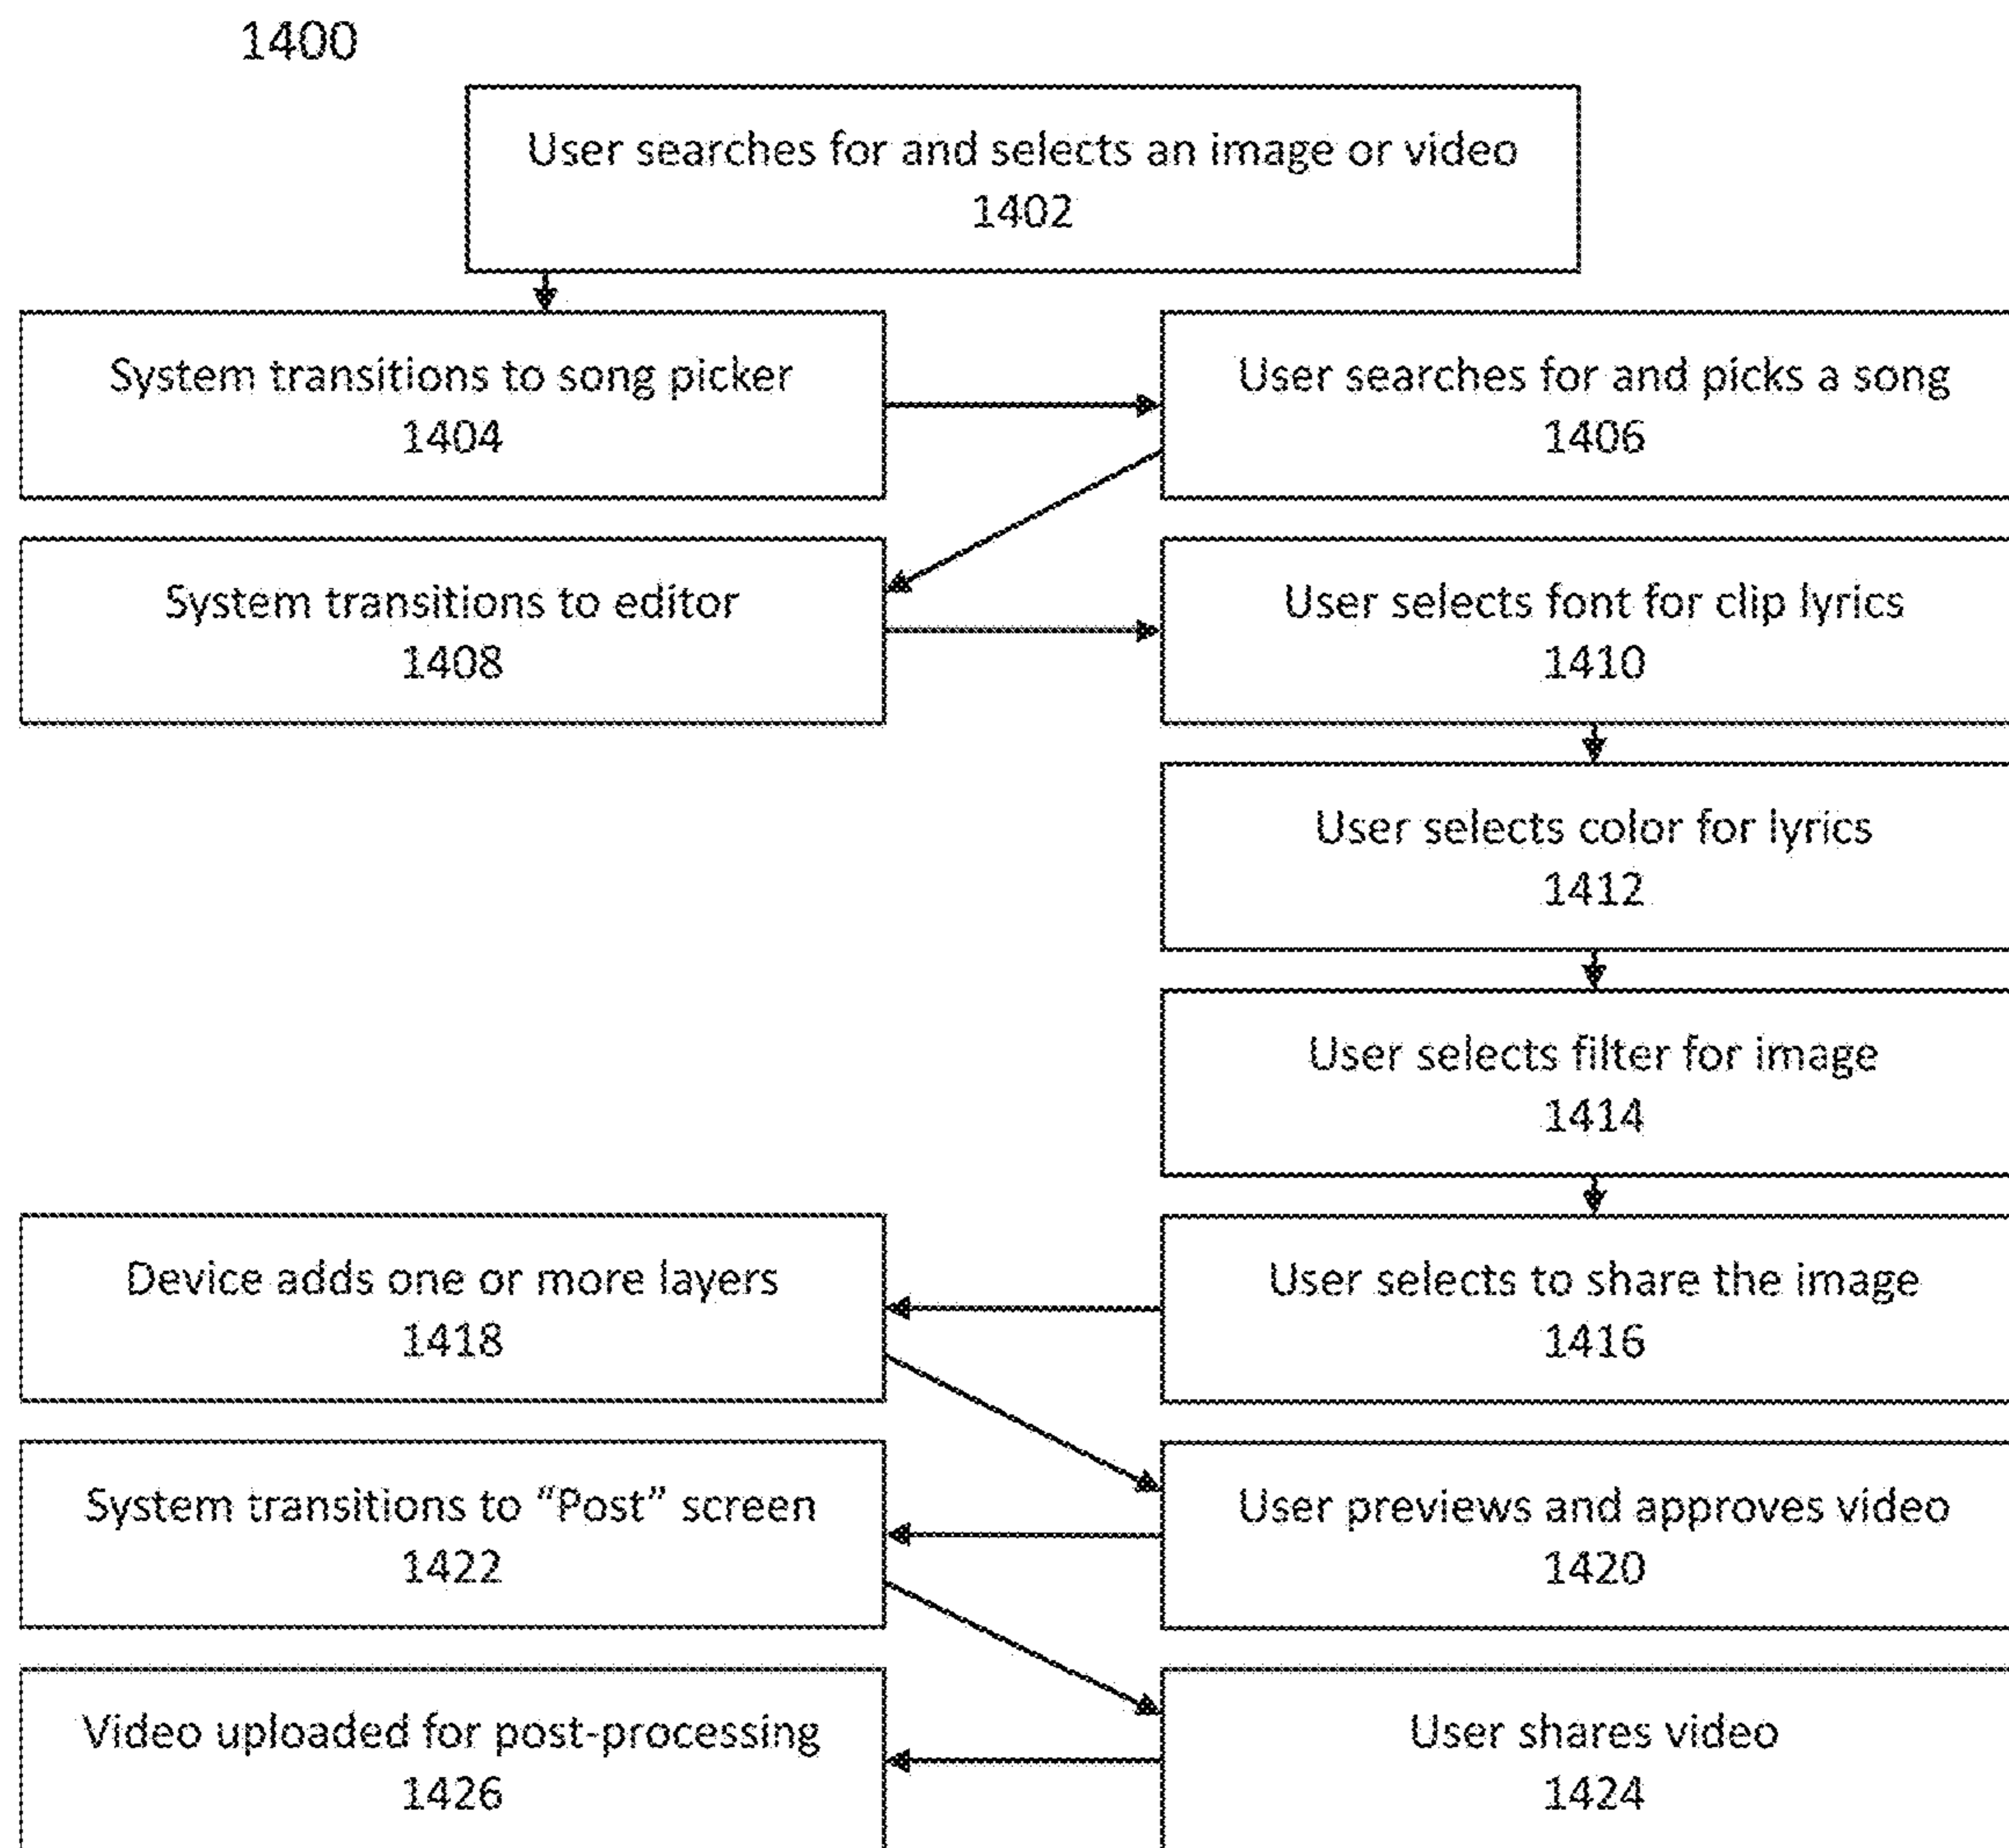 1400
User searches for and selects an image or video
1402
System transitions to song picker
1404
User searches for and picks a song
1406
System transitions to editor
1408
User selects font for clip lyrics
1410
User selects color for lyrics
1412
User selects filter for image
1414
Device adds one or more layers
1418
User selects to share the image
1416
System transitions to “Post” screen
1422
User previews and approves video
1420
Video uploaded for post-processing
1426
User shares video
1424